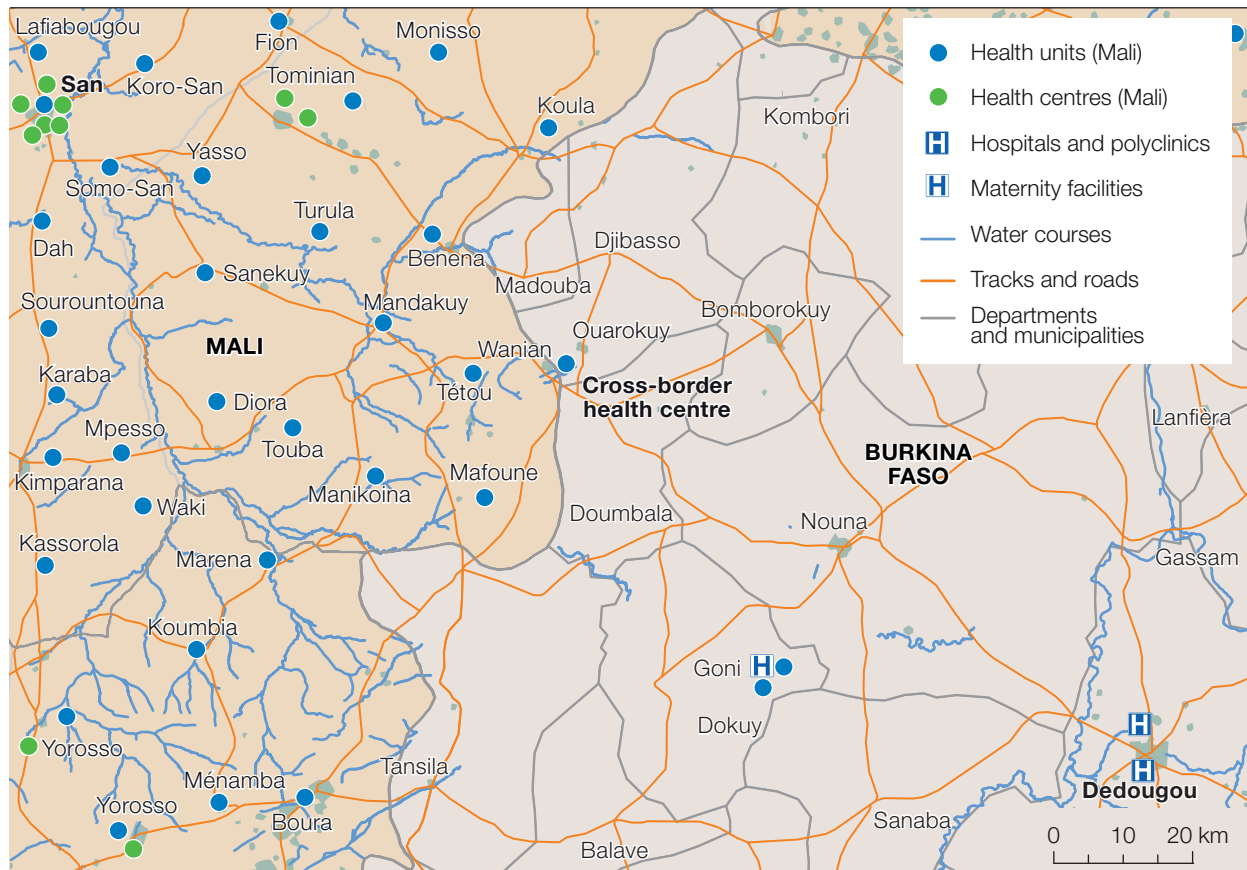 Lafiabougou
Fion
Monisso
San
Koro-San
Tominian
Koula
Kombori
Yasso
Somo-San
Turula
Dah
Benena
Djibasso
Sanekuy
Madouba
Sourountouna
Mandakuy
Bomborokuy
Ouarokuy
MALI
Wanian
Karaba
Tétou
Cross-border
health centre
Diora
Mpesso
Touba
Lanfièra
BURKINA
FASO
Kimparana
Manikoina
Mafoune
Waki
Doumbala
Nouna
Kassorola
Marena
Gassam
Koumbia
Goni
Dokuy
Yorosso
Tansila
Ménamba
Yorosso
Boura
Dedougou
Sanaba
Balave
Health units (Mali)
Health centres (Mali)
H Hospitals and polyclinics
H Maternity facilities
Water courses
Tracks and roads
Departments
and municipalities
H
H
H
0 10 20 km